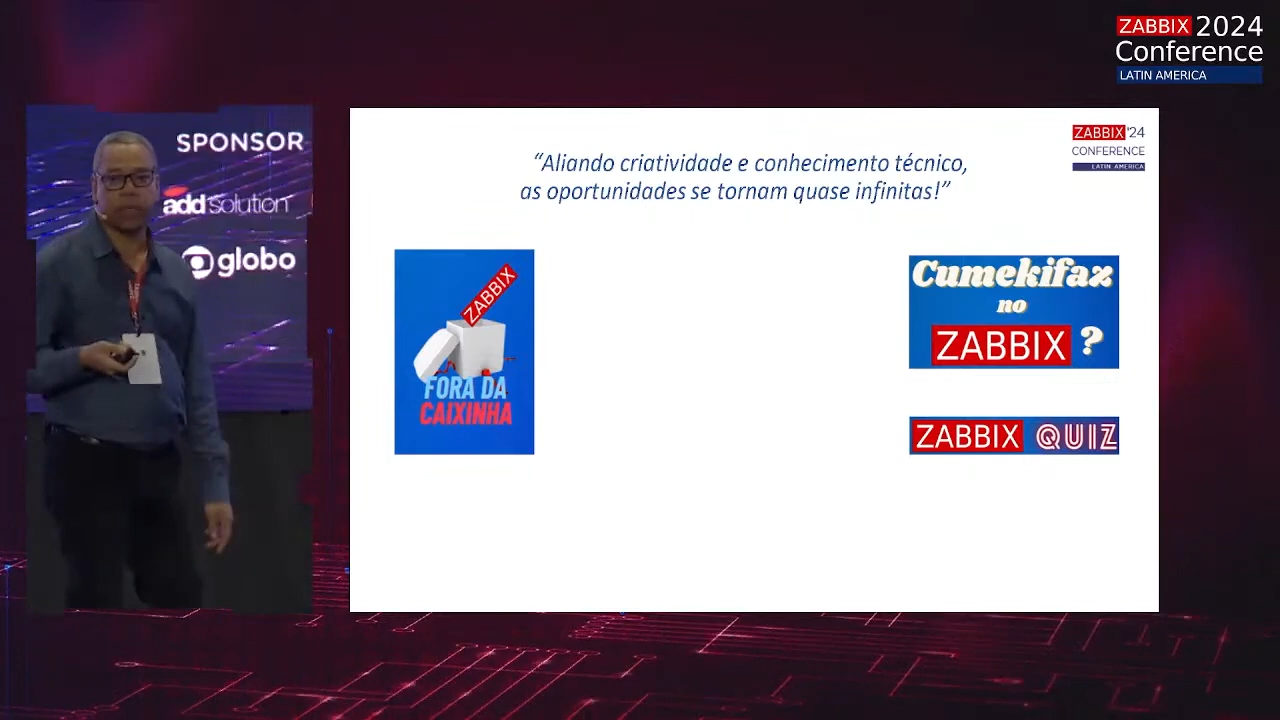 ZABBIX 2024
Conference
LATIN AMERICA
SPONSOR
add solution
globo
ZABBIX '24
CONFERENCE
LATIN AMERICA
“Aliando criatividade e conhecimento técnico,
as oportunidades se tornam quase infinitas!”
ZABBIX
FORA DA
CAIXINHA
Cumekifaz
no
ZABBIX ?
ZABBIX QUIZ